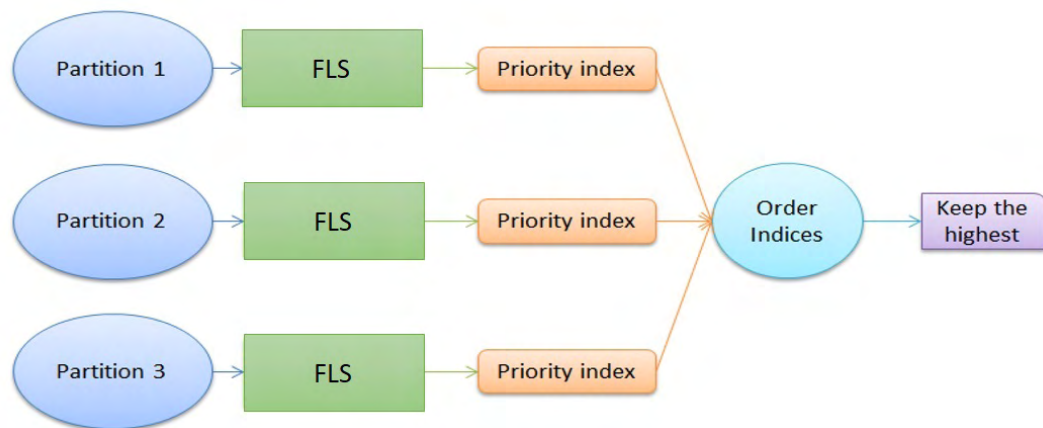 Partition 1
FLS
Priority index
Partition 2
FLS
Priority index
Order
Indices
Keep the
highest
Partition 3
FLS
Priority index